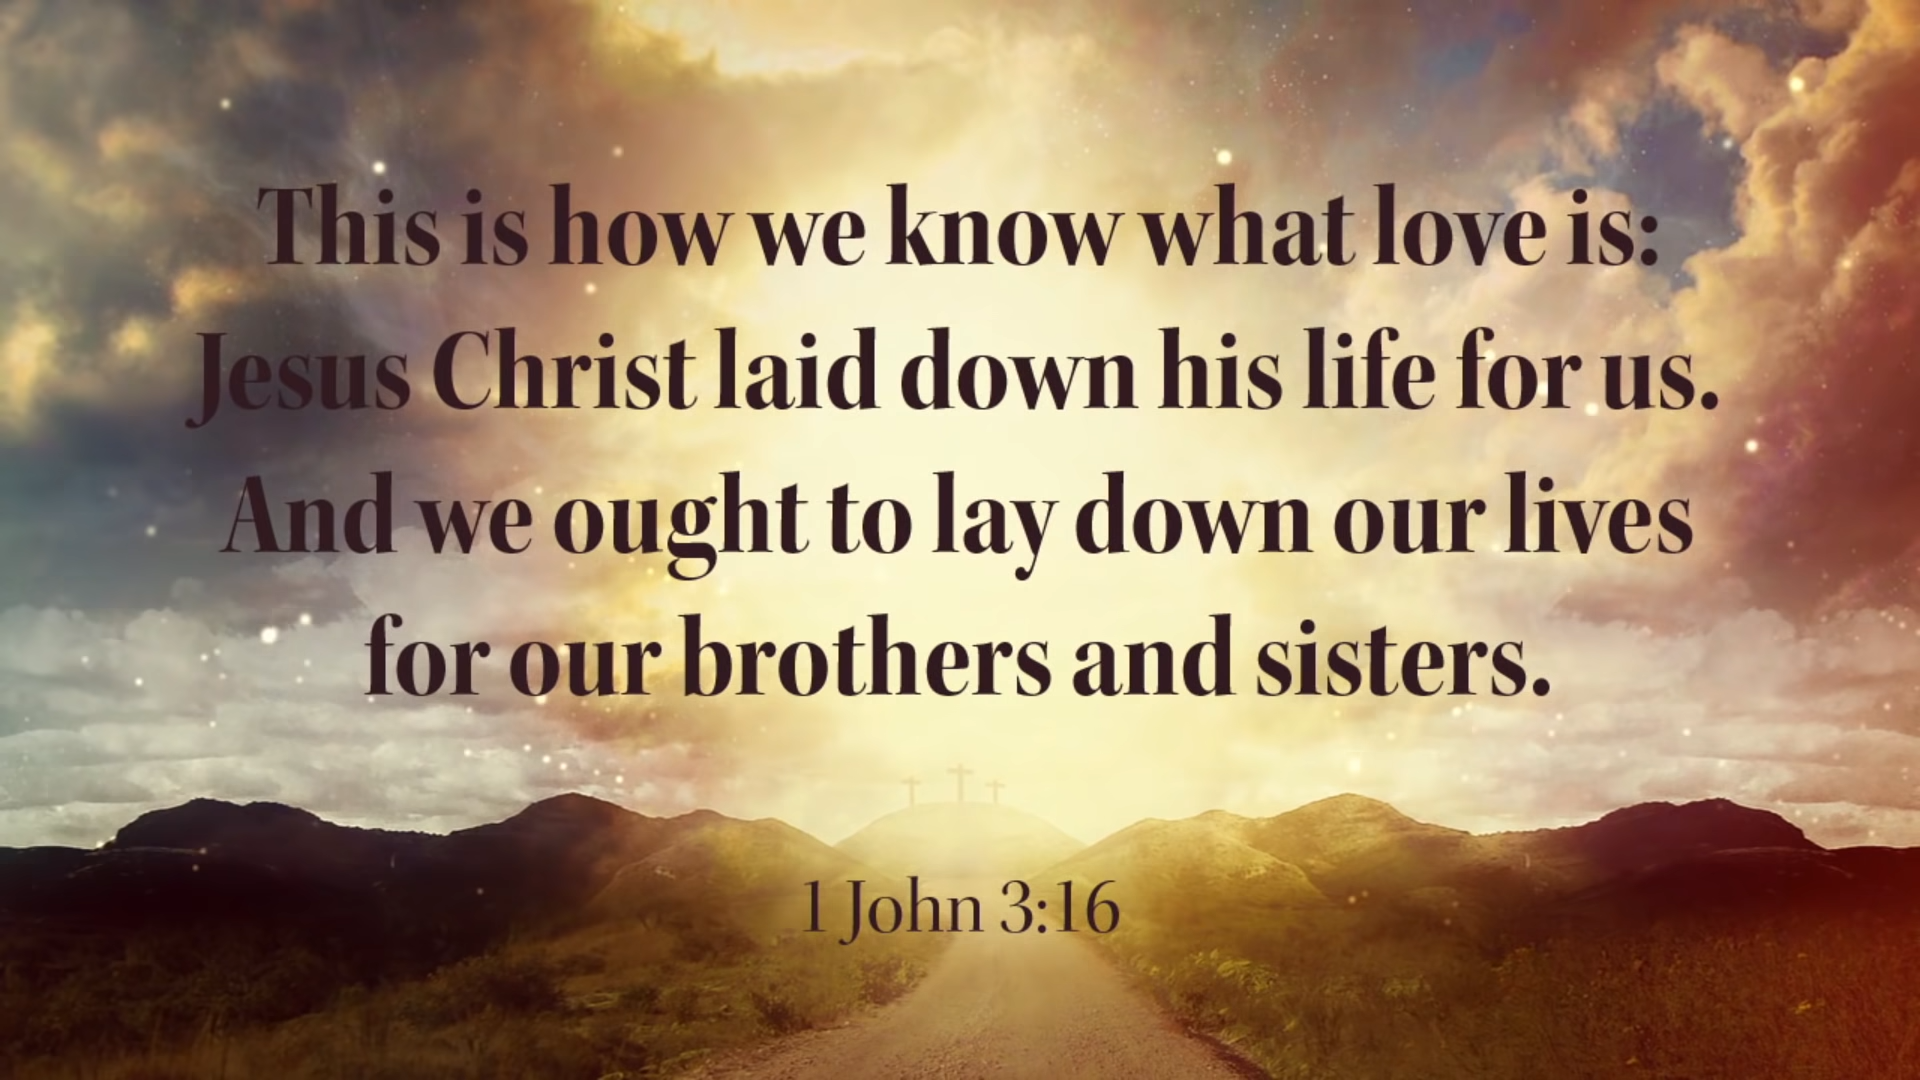 This is how we know what love is:
Jesus Christ laid down his life for us.
And we ought to lay down our lives
for our brothers and sisters.
1 John 3:16